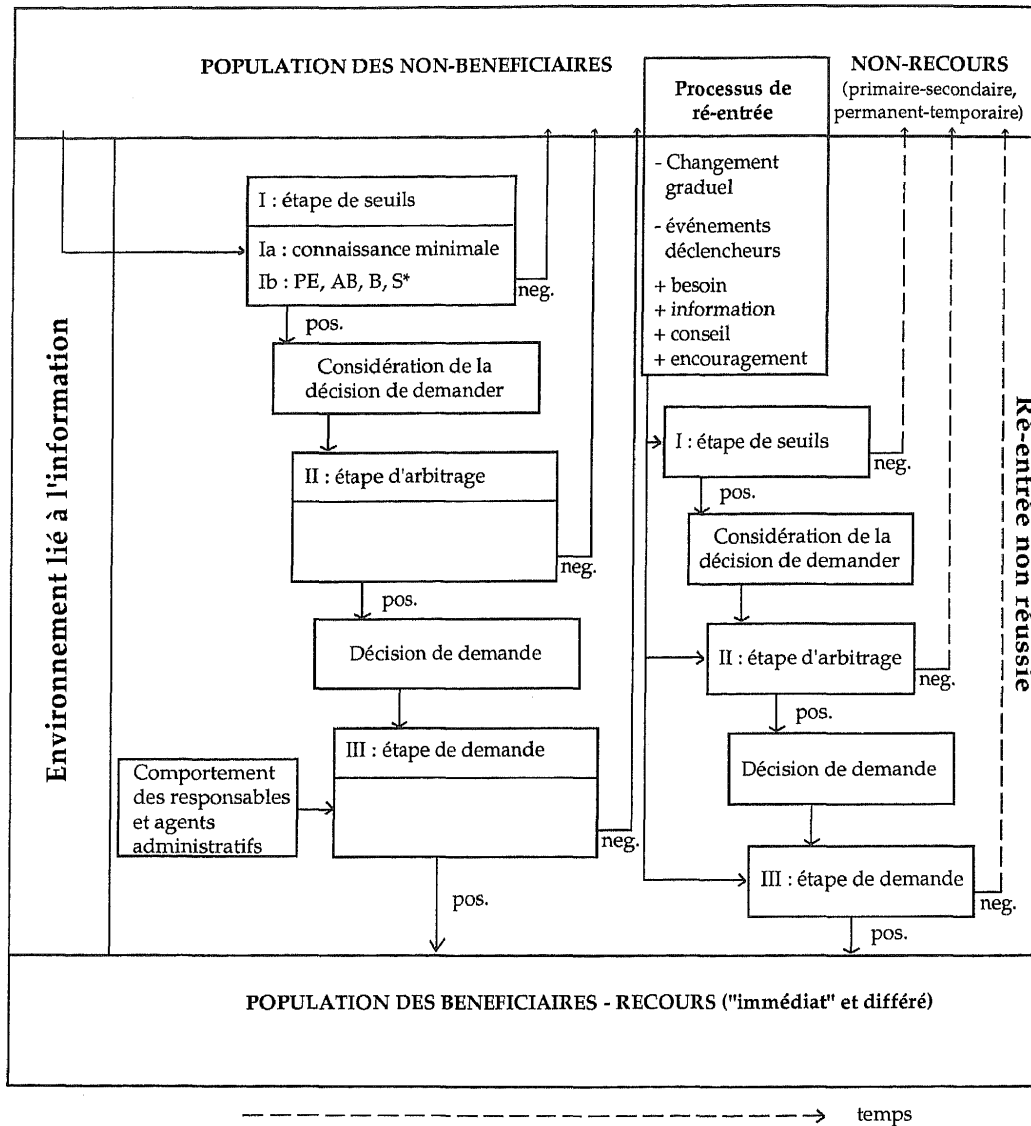 POPULATION DES NON-BENEFICIAIRES
NON-RECOURS
(primaire-secondaire,
permanent-temporaire)
Processus de
ré-entrée
- Changement
graduel
- événements
déclencheurs
+ besoin
+ information
+ conseil
+ encouragement
Environnement lié à l'information
I : étape de seuils
Ia : connaissance minimale
Ib : PE, AB, B, S*
neg.
pos.
Considération de la
décision de demander
II : étape d'arbitrage
neg.
pos.
Décision de demande
III : étape de demande
neg.
Comportement
des responsables
et agents
administratifs
pos.
I : étape de seuils
neg.
pos.
Considération de la
décision de demander
II : étape d'arbitrage
neg.
pos.
Décision de demande
III : étape de demande
neg.
pos.
Ré-entrée non réussie
POPULATION DES BENEFICIAIRES - RECOURS ("immédiat" et différé)
temps